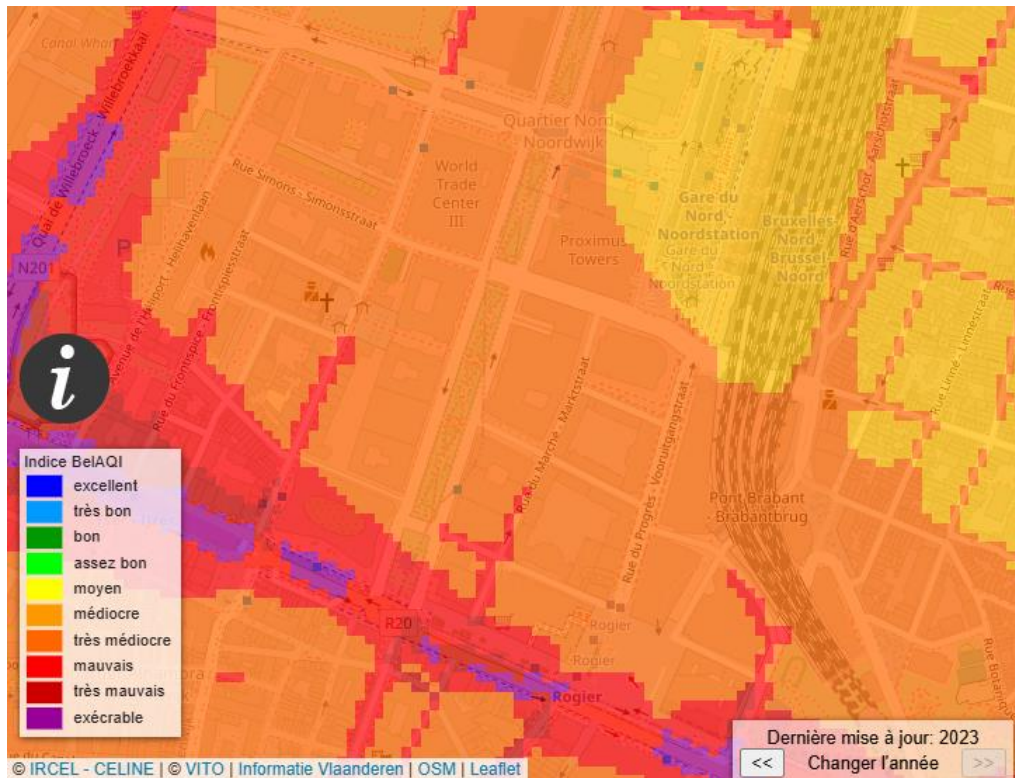 Canal Wharf
Quai de Willebroeck - Willebroekkaai
N201
P
Quartier Nord -
Noordwijk
World
Trade
Center
III
Rue Simons - Simonsstraat
Proximus
Towers
Gare du
Nord -
Noordstation
Gare du
Nord -
Noordstation
Bruxelles-
Nord -
Brussel-
Noord
Rue d'Aerschot - Aarschotstraat
Avenue de l'Héliport - Helihavenlaan
Rue du Frontispice - Frontispiesstraat
Rue du Marché - Marktstraat
Rue du Progrès - Vooruitgangstraat
Rue Linné - Linnéstraat
Rue
i
Pont Brabant
- Brabantbrug
Indice BelAQI
excellent
très bon
bon
assez bon
moyen
médiocre
très médiocre
mauvais
très mauvais
exécrable
R20
Rogier
Rogier
Rogier
Rue Botanique
Dernière mise à jour: 2023
<< Changer l'année >>
© IRCEL - CELINE | © VITO | Informatie Vlaanderen | OSM | Leaflet